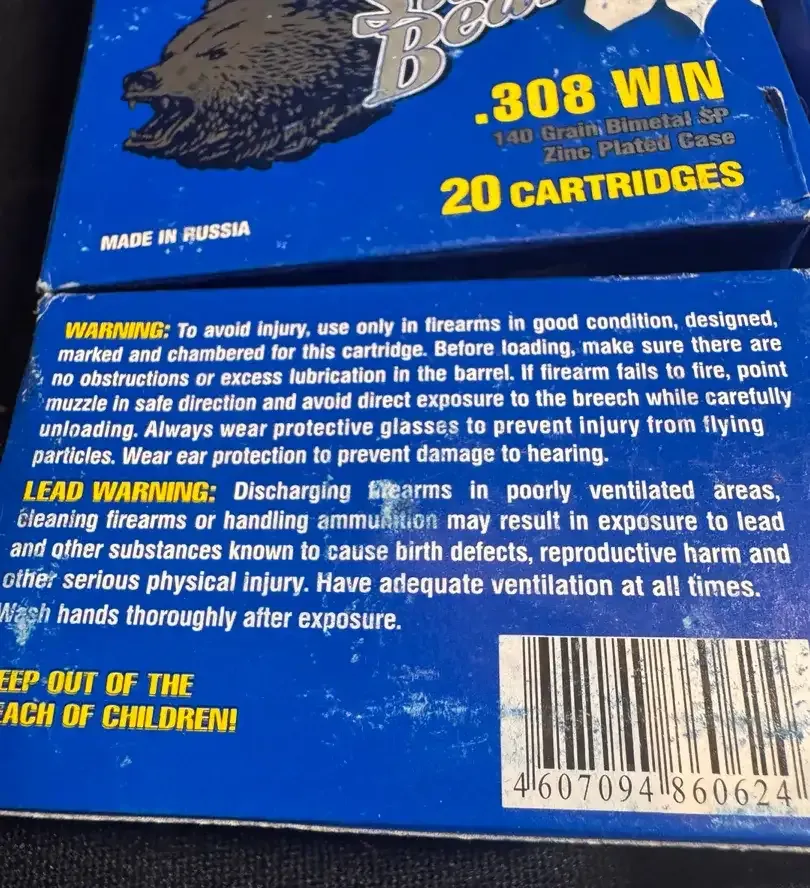 Bear
.308 WIN
140 Grain Bimetal SP
Zinc Plated Case
20 CARTRIDGES
MADE IN RUSSIA
WARNING: To avoid injury, use only in firearms in good condition, designed,
marked and chambered for this cartridge. Before loading, make sure there are
no obstructions or excess lubrication in the barrel. If firearm fails to fire, point
muzzle in safe direction and avoid direct exposure to the breech while carefully
unloading. Always wear protective glasses to prevent injury from flying
particles. Wear ear protection to prevent damage to hearing.
LEAD WARNING: Discharging firearms in poorly ventilated areas,
cleaning firearms or handling ammunition may result in exposure to lead
and other substances known to cause birth defects, reproductive harm and
other serious physical injury. Have adequate ventilation at all times.
Wash hands thoroughly after exposure.
EEP OUT OF THE
EACH OF CHILDREN!
4607094860624